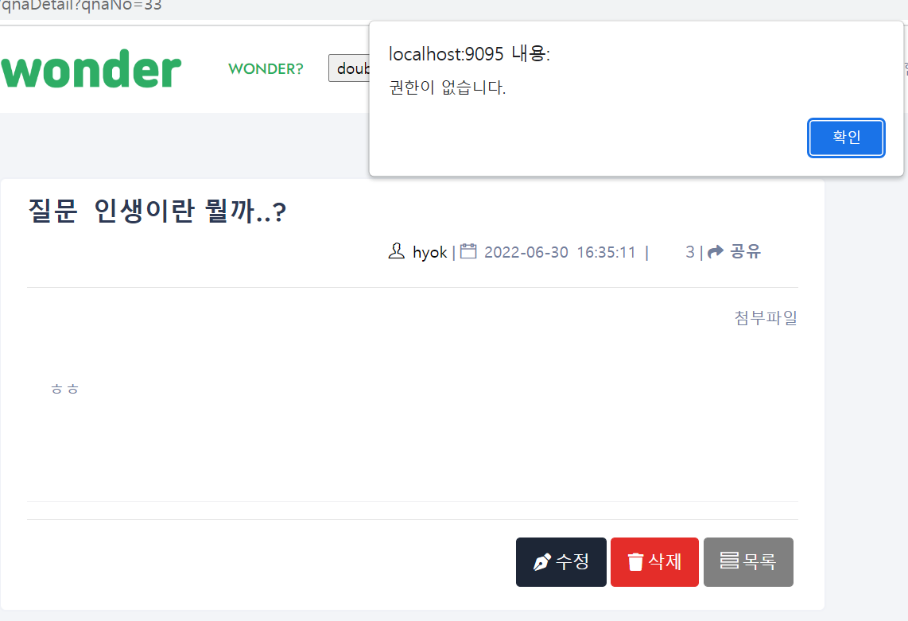 qnaDetail?qnaNo=33
wonder WONDER? doub
localhost:9095 내용:
권한이 없습니다.
확인
질문 인생이란 뭘까..?
hyok | 2022-06-30 16:35:11 | 3 | 공유
첨부파일
ㅎㅎ
수정 삭제 목록